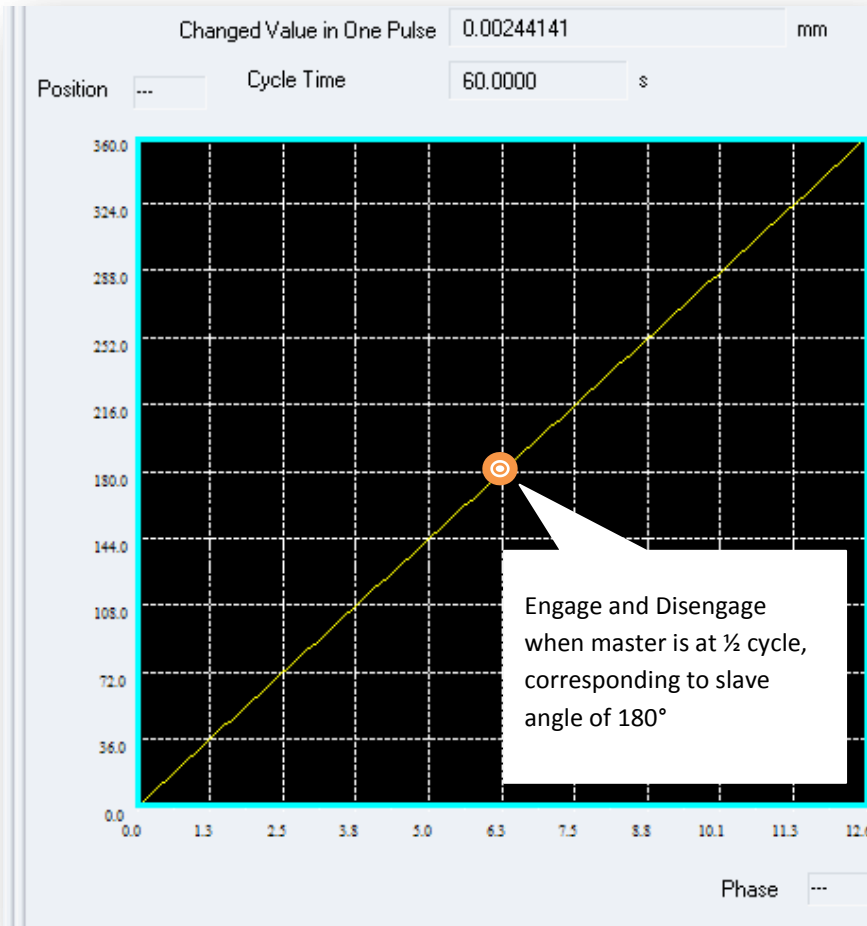 Changed Value in One Pulse 0.00244141 mm
Position --- Cycle Time 60.0000 s
360.0
324.0
288.0
252.0
216.0
180.0
144.0
108.0
72.0
36.0
0.0
0.0 1.3 2.5 3.8 5.0 6.3 7.5 8.8 10.1 11.3
Engage and Disengage
when master is at ½ cycle,
corresponding to slave
angle of 180°
Phase ---